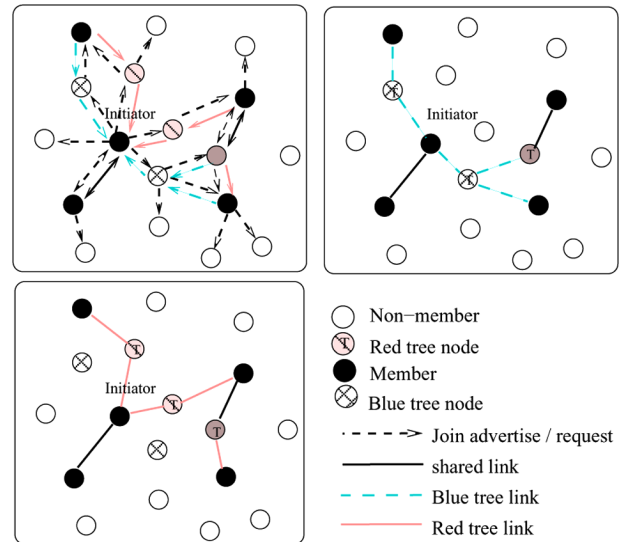 Initiator
Initiator
T
T
T
T
Initiator
T
T
Non−member
T
Red tree node
Member
Blue tree node
Join advertise / request
shared link
Blue tree link
Red tree link